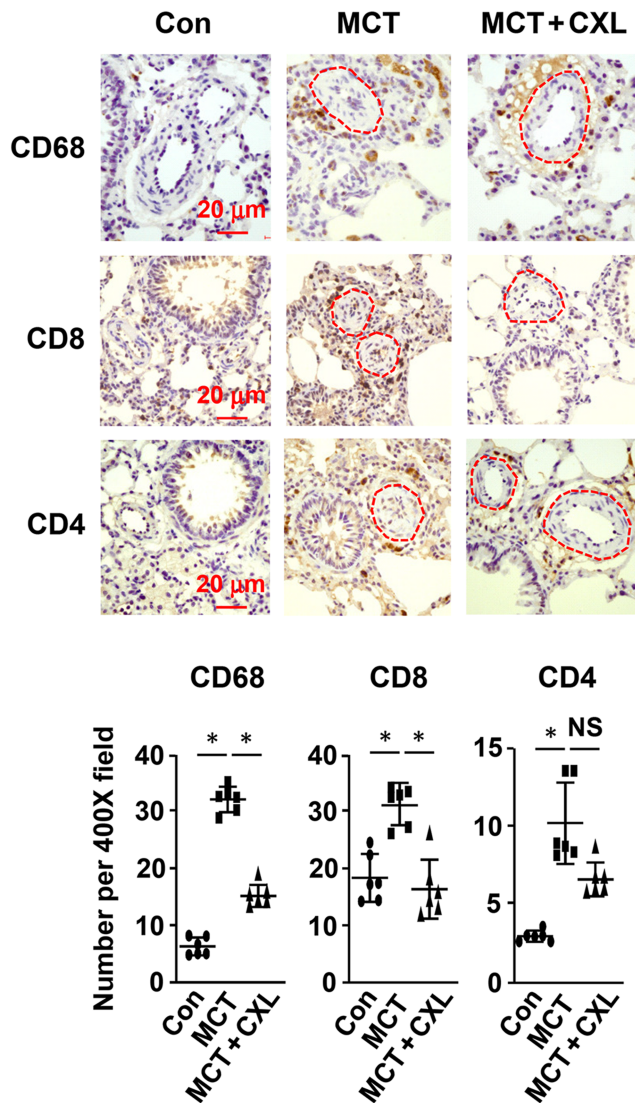 Con MCT MCT+CXL
CD68
20 μm
CD8
20 μm
CD4
20 μm
CD68 CD8 CD4
Number per 400X field
40
30
20
10
0
* *
Con
MCT
MCT+CXL
40
30
20
10
0
* *
Con
MCT
MCT+CXL
15
10
5
0
* NS
Con
MCT
MCT+CXL